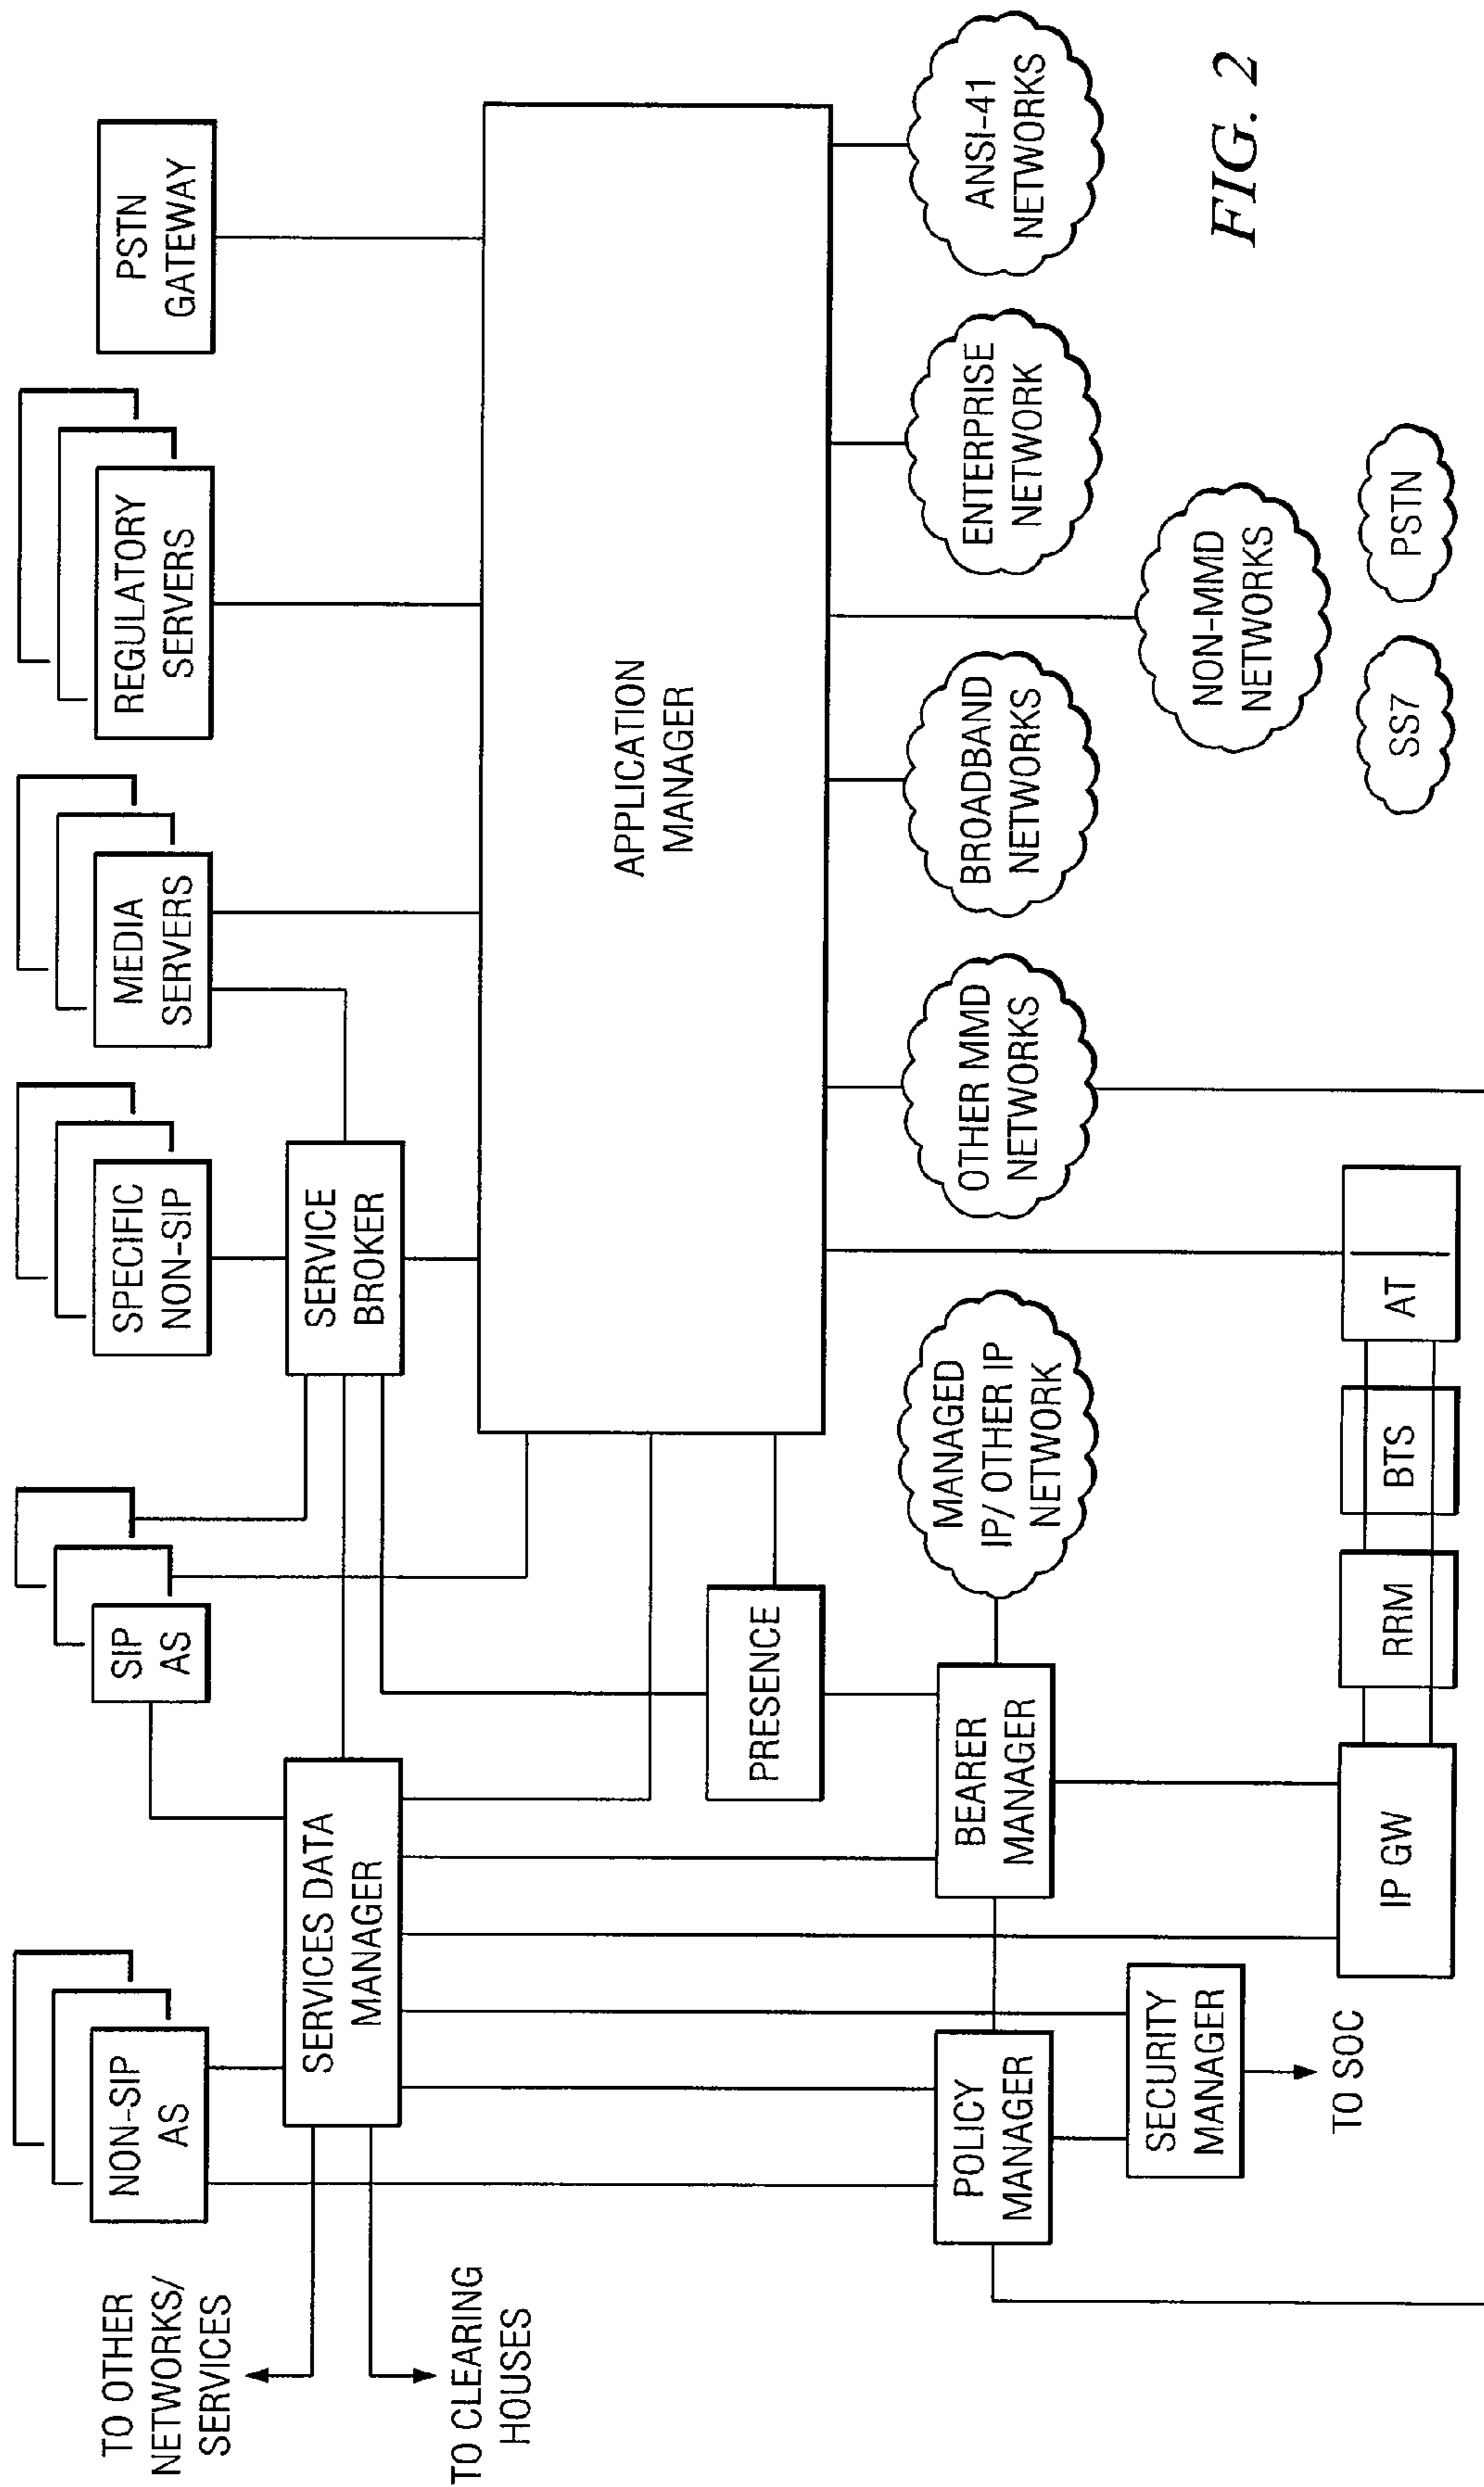 TO OTHER
NETWORKS/
SERVICES
TO CLEARING
HOUSES
NON-SIP
AS
SIP
AS
SPECIFIC
NON-SIP
MEDIA
SERVERS
REGULATORY
SERVERS
PSTN
GATEWAY
SERVICES DATA
MANAGER
SERVICE
BROKER
APPLICATION
MANAGER
PRESENCE
POLICY
MANAGER
BEARER
MANAGER
MANAGED
IP/ OTHER IP
NETWORK
OTHER MMD
NETWORKS
BROADBAND
NETWORKS
ENTERPRISE
NETWORK
ANSI-41
NETWORKS
SECURITY
MANAGER
NON-MMD
NETWORKS
TO SOC
IP GW
RRM
BTS
AT
SS7
PSTN
FIG. 2